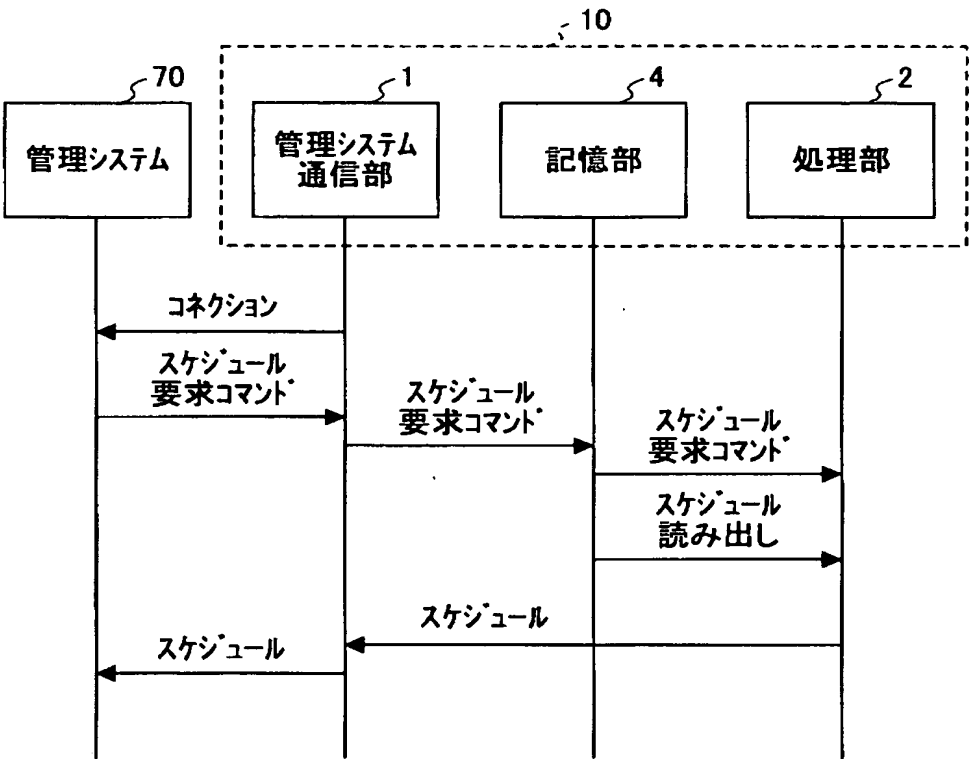 10
70
1
4
2
管理システム
管理システム
通信部
記憶部
処理部
コネクション
スケジュール
要求コマンド
スケジュール
要求コマンド
スケジュール
要求コマンド
スケジュール
読み出し
スケジュール
スケジュール